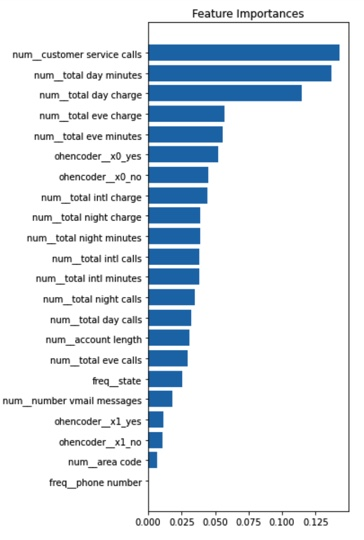 Feature Importances
num__customer service calls
num__total day minutes
num__total day charge
num__total eve charge
num__total eve minutes
ohencoder__x0_yes
ohencoder__x0_no
num__total intl charge
num__total night charge
num__total night minutes
num__total intl calls
num__total intl minutes
num__total night calls
num__total day calls
num__account length
num__total eve calls
freq__state
num__number vmail messages
ohencoder__x1_yes
ohencoder__x1_no
num__area code
freq__phone number
0.000 0.025 0.050 0.075 0.100 0.125